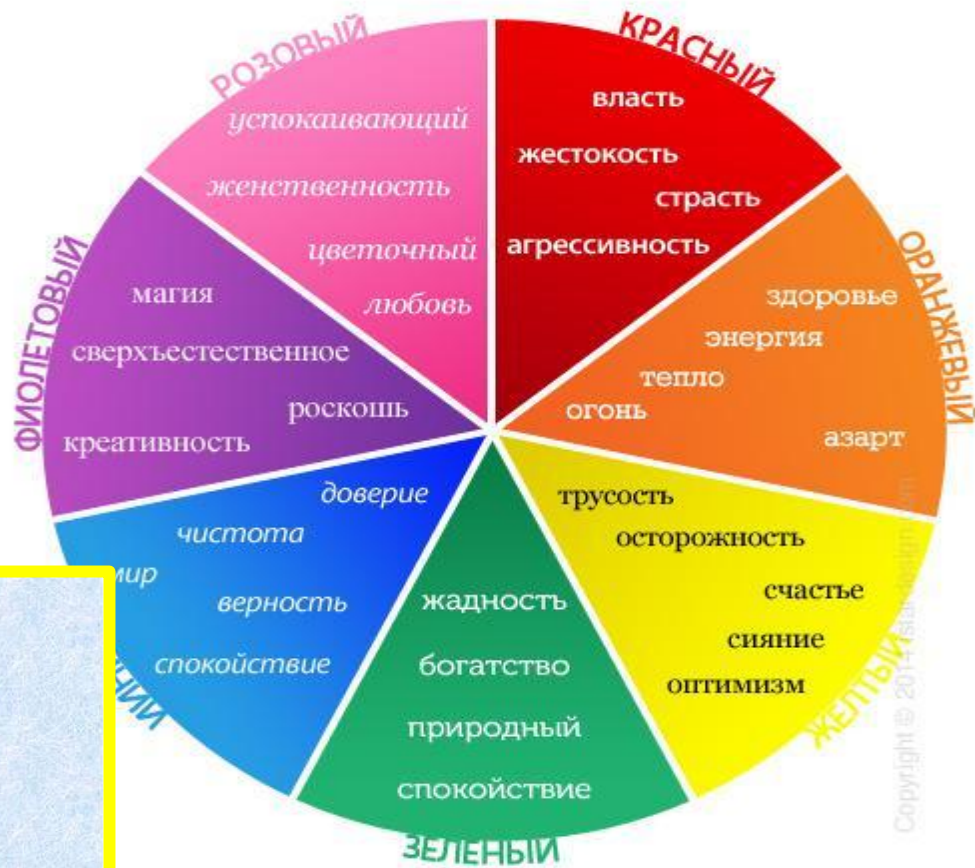 РОЗОВЫЙ
успокаивающий
женственность
цветочный
любовь
КРАСНЫЙ
власть
жестокость
страсть
агрессивность
ОРАНЖЕВЫЙ
здоровье
энергия
тепло
огонь
азарт
ЖЕЛТЫЙ
трусость
осторожность
счастье
сияние
оптимизм
ЗЕЛЕНЫЙ
жадность
богатство
природный
спокойствие
доверие
чистота
мир
верность
спокойствие
ФИОЛЕТОВЫЙ
магия
сверхъестественное
роскошь
креативность
Copyright ©